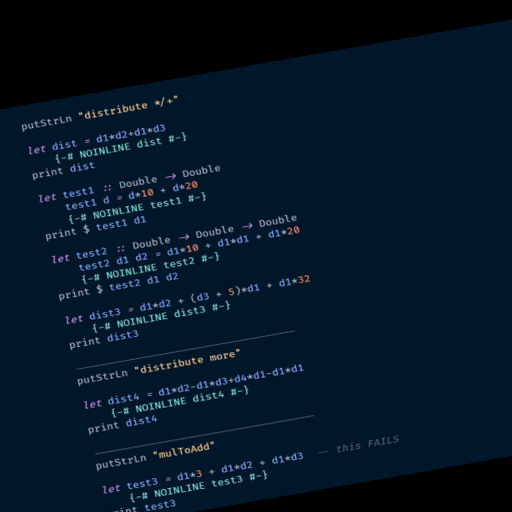 putStrLn "distribute */+"
let dist = d1*d2+d1*d3
{-# NOINLINE dist #-}
print dist
let test1 :: Double → Double
test1 d = d*10 + d*20
{-# NOINLINE test1 #-}
print $ test1 d1
let test2 :: Double → Double → Double
test2 d1 d2 = d1*10 + d1*d1 + d1*20
{-# NOINLINE test2 #-}
print $ test2 d1 d2
let dist3 = d1*d2 + (d3 + 5)*d1 + d1*32
{-# NOINLINE dist3 #-}
print dist3
putStrLn "distribute more"
let dist4 = d1*d2-d1*d3+d4*d1-d1*d1
{-# NOINLINE dist4 #-}
print dist4
putStrLn "mulToAdd"
let test3 = d1*3 + d1*d2 + d1*d3 -- this FAILS
{-# NOINLINE test3 #-}
print test3